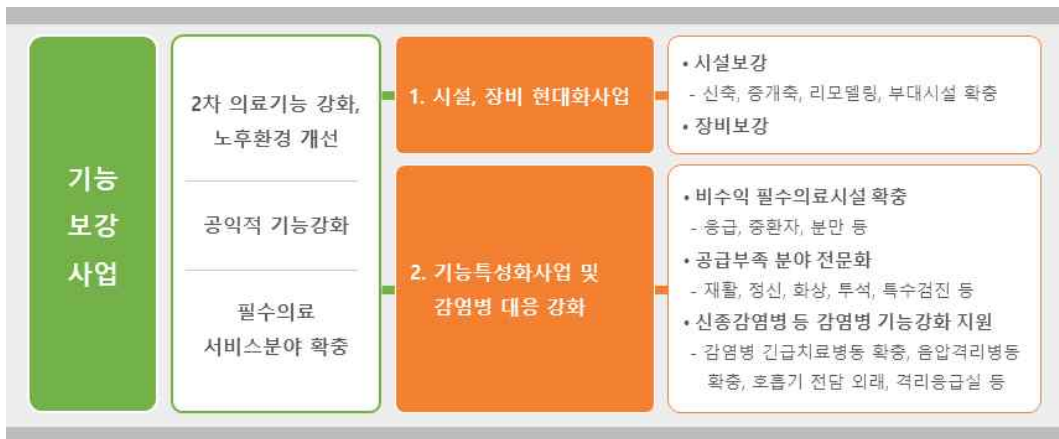 기능
보강
사업
2차 의료기능 강화,
노후환경 개선
공익적 기능강화
필수의료
서비스분야 확충
1. 시설, 장비 현대화사업
• 시설보강
- 신축, 증개축, 리모델링, 부대시설 확충
• 장비보강
2. 기능특성화사업 및
감염병 대응 강화
• 비수익 필수의료시설 확충
- 응급, 중환자, 분만 등
• 공급부족 분야 전문화
- 재활, 정신, 화상, 투석, 특수검진 등
• 신종감염병 등 감염병 기능강화 지원
- 감염병 긴급치료병동 확충, 음압격리병동
확충, 호흡기 전담 외래, 격리응급실 등